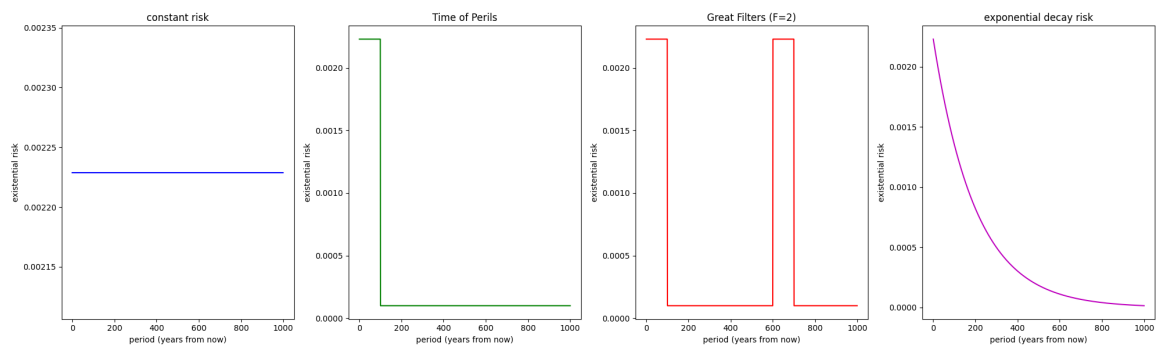 constant risk
existential risk
0.00235
0.00230
0.00225
0.00220
0.00215
0 200 400 600 800 1000
period (years from now)
Time of Perils
existential risk
0.0020
0.0015
0.0010
0.0005
0.0000
0 200 400 600 800 1000
period (years from now)
Great Filters (F=2)
existential risk
0.0020
0.0015
0.0010
0.0005
0.0000
0 200 400 600 800 1000
period (years from now)
exponential decay risk
existential risk
0.0020
0.0015
0.0010
0.0005
0.0000
0 200 400 600 800 1000
period (years from now)